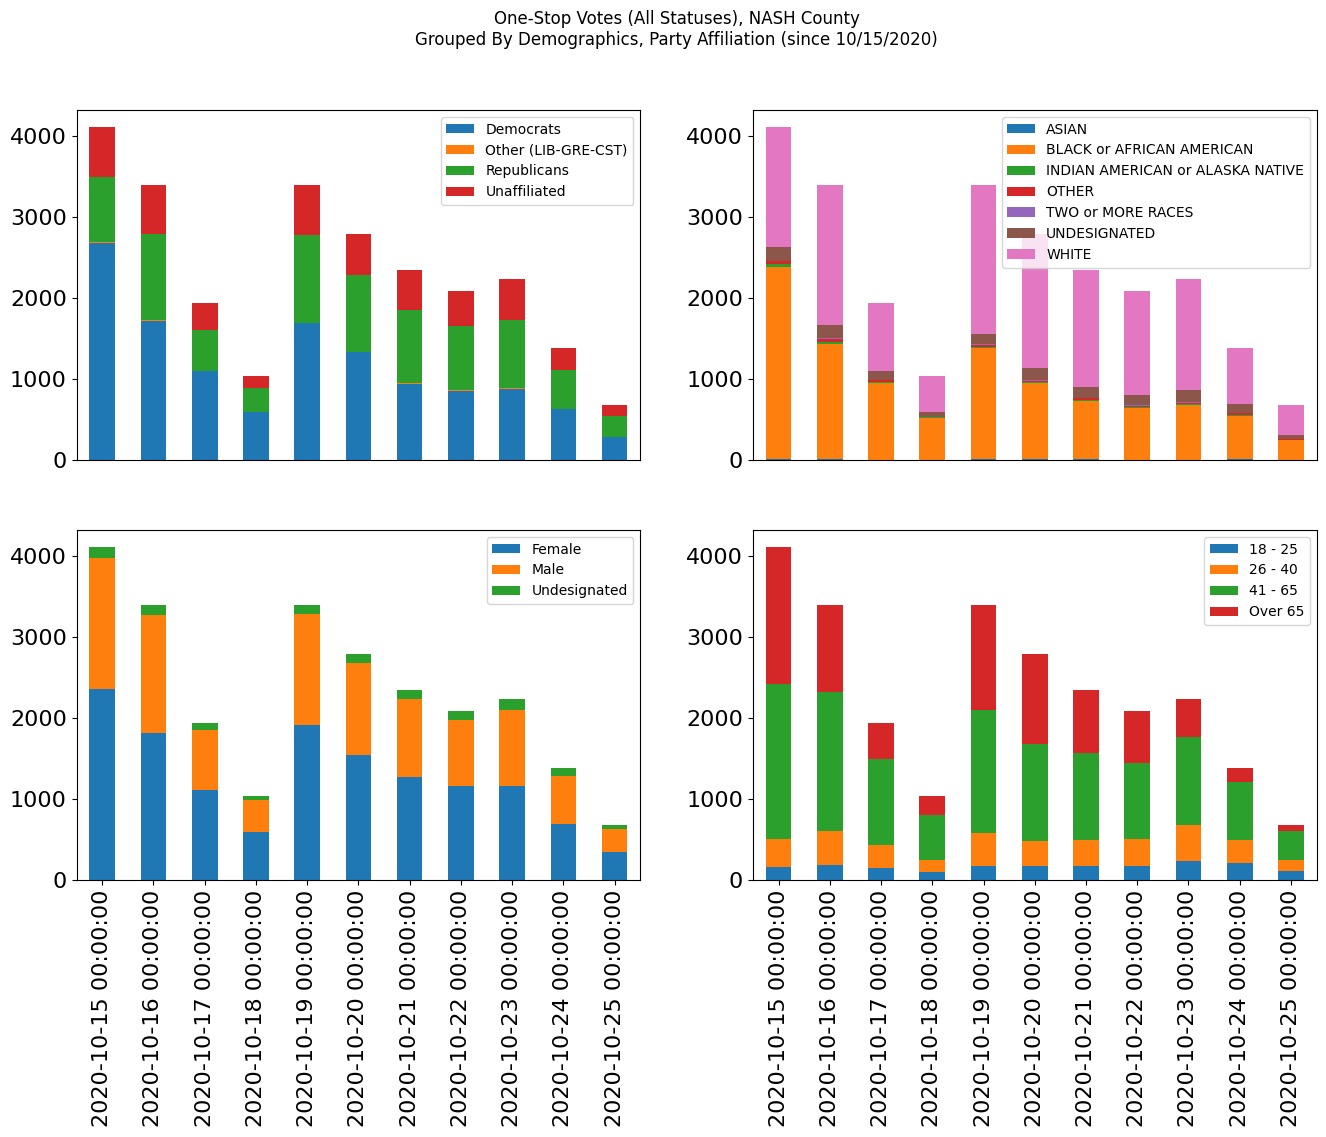 One-Stop Votes (All Statuses), NASH County
Grouped By Demographics, Party Affiliation (since 10/15/2020)
4000
3000
2000
1000
0
Democrats
Other (LIB-GRE-CST)
Republicans
Unaffiliated
4000
3000
2000
1000
0
ASIAN
BLACK or AFRICAN AMERICAN
INDIAN AMERICAN or ALASKA NATIVE
OTHER
TWO or MORE RACES
UNDESIGNATED
WHITE
4000
3000
2000
1000
0
Female
Male
Undesignated
2020-10-15 00:00:00
2020-10-16 00:00:00
2020-10-17 00:00:00
2020-10-18 00:00:00
2020-10-19 00:00:00
2020-10-20 00:00:00
2020-10-21 00:00:00
2020-10-22 00:00:00
2020-10-23 00:00:00
2020-10-24 00:00:00
2020-10-25 00:00:00
4000
3000
2000
1000
0
18 - 25
26 - 40
41 - 65
Over 65
2020-10-15 00:00:00
2020-10-16 00:00:00
2020-10-17 00:00:00
2020-10-18 00:00:00
2020-10-19 00:00:00
2020-10-20 00:00:00
2020-10-21 00:00:00
2020-10-22 00:00:00
2020-10-23 00:00:00
2020-10-24 00:00:00
2020-10-25 00:00:00